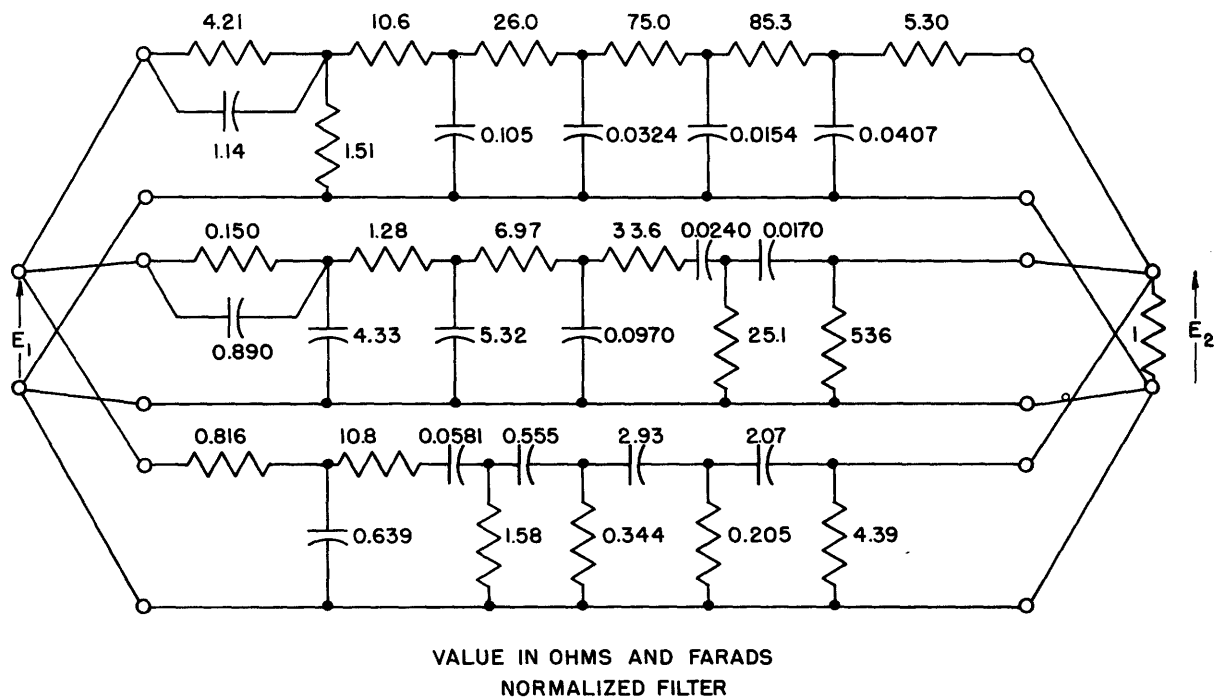 4.21 10.6 26.0 75.0 85.3 5.30
1.14 1.51 0.105 0.0324 0.0154 0.0407
0.150 1.28 6.97 33.6 0.0240 0.0170
E1 0.890 4.33 5.32 0.0970 25.1 536 1 E2
0.816 10.8 0.0581 0.555 2.93 2.07
0.639 1.58 0.344 0.205 4.39
VALUE IN OHMS AND FARADS
NORMALIZED FILTER